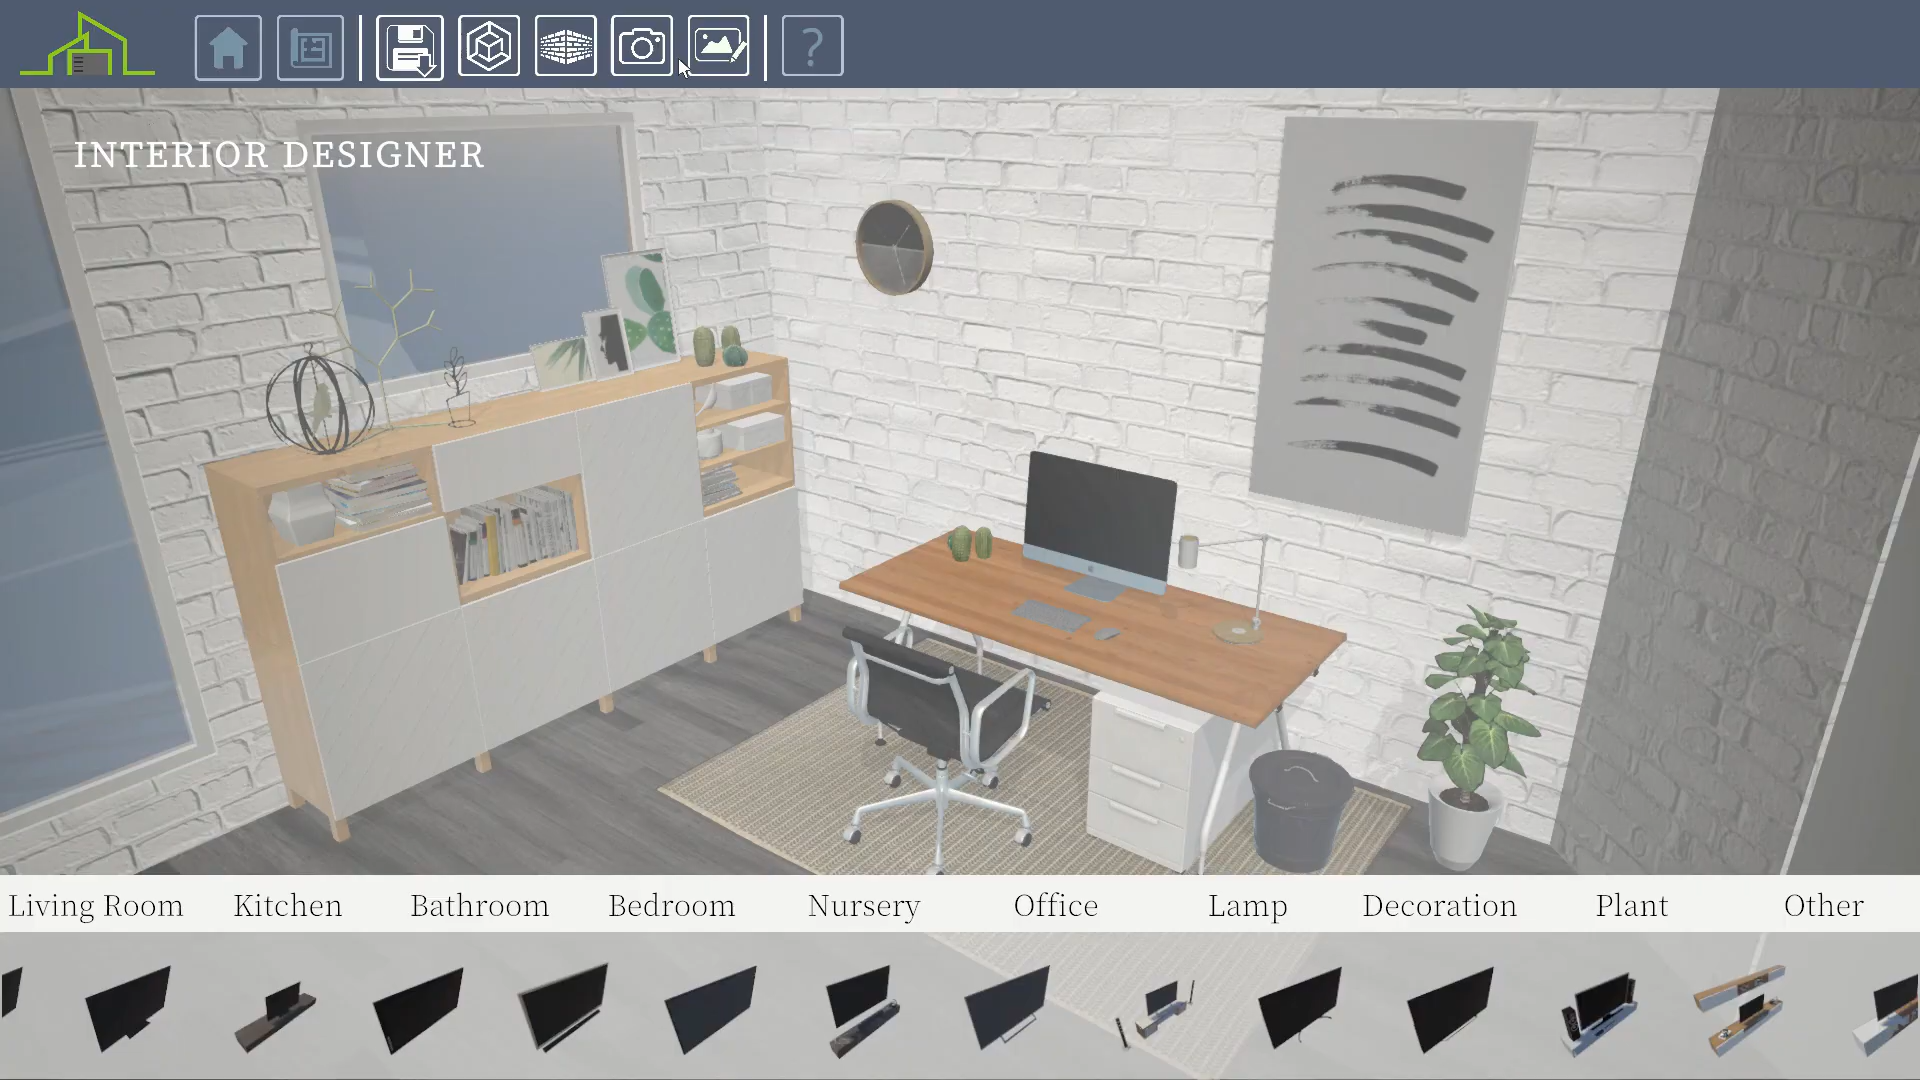 ?
INTERIOR DESIGNER
Living Room Kitchen Bathroom Bedroom Nursery Office Lamp Decoration Plant Other